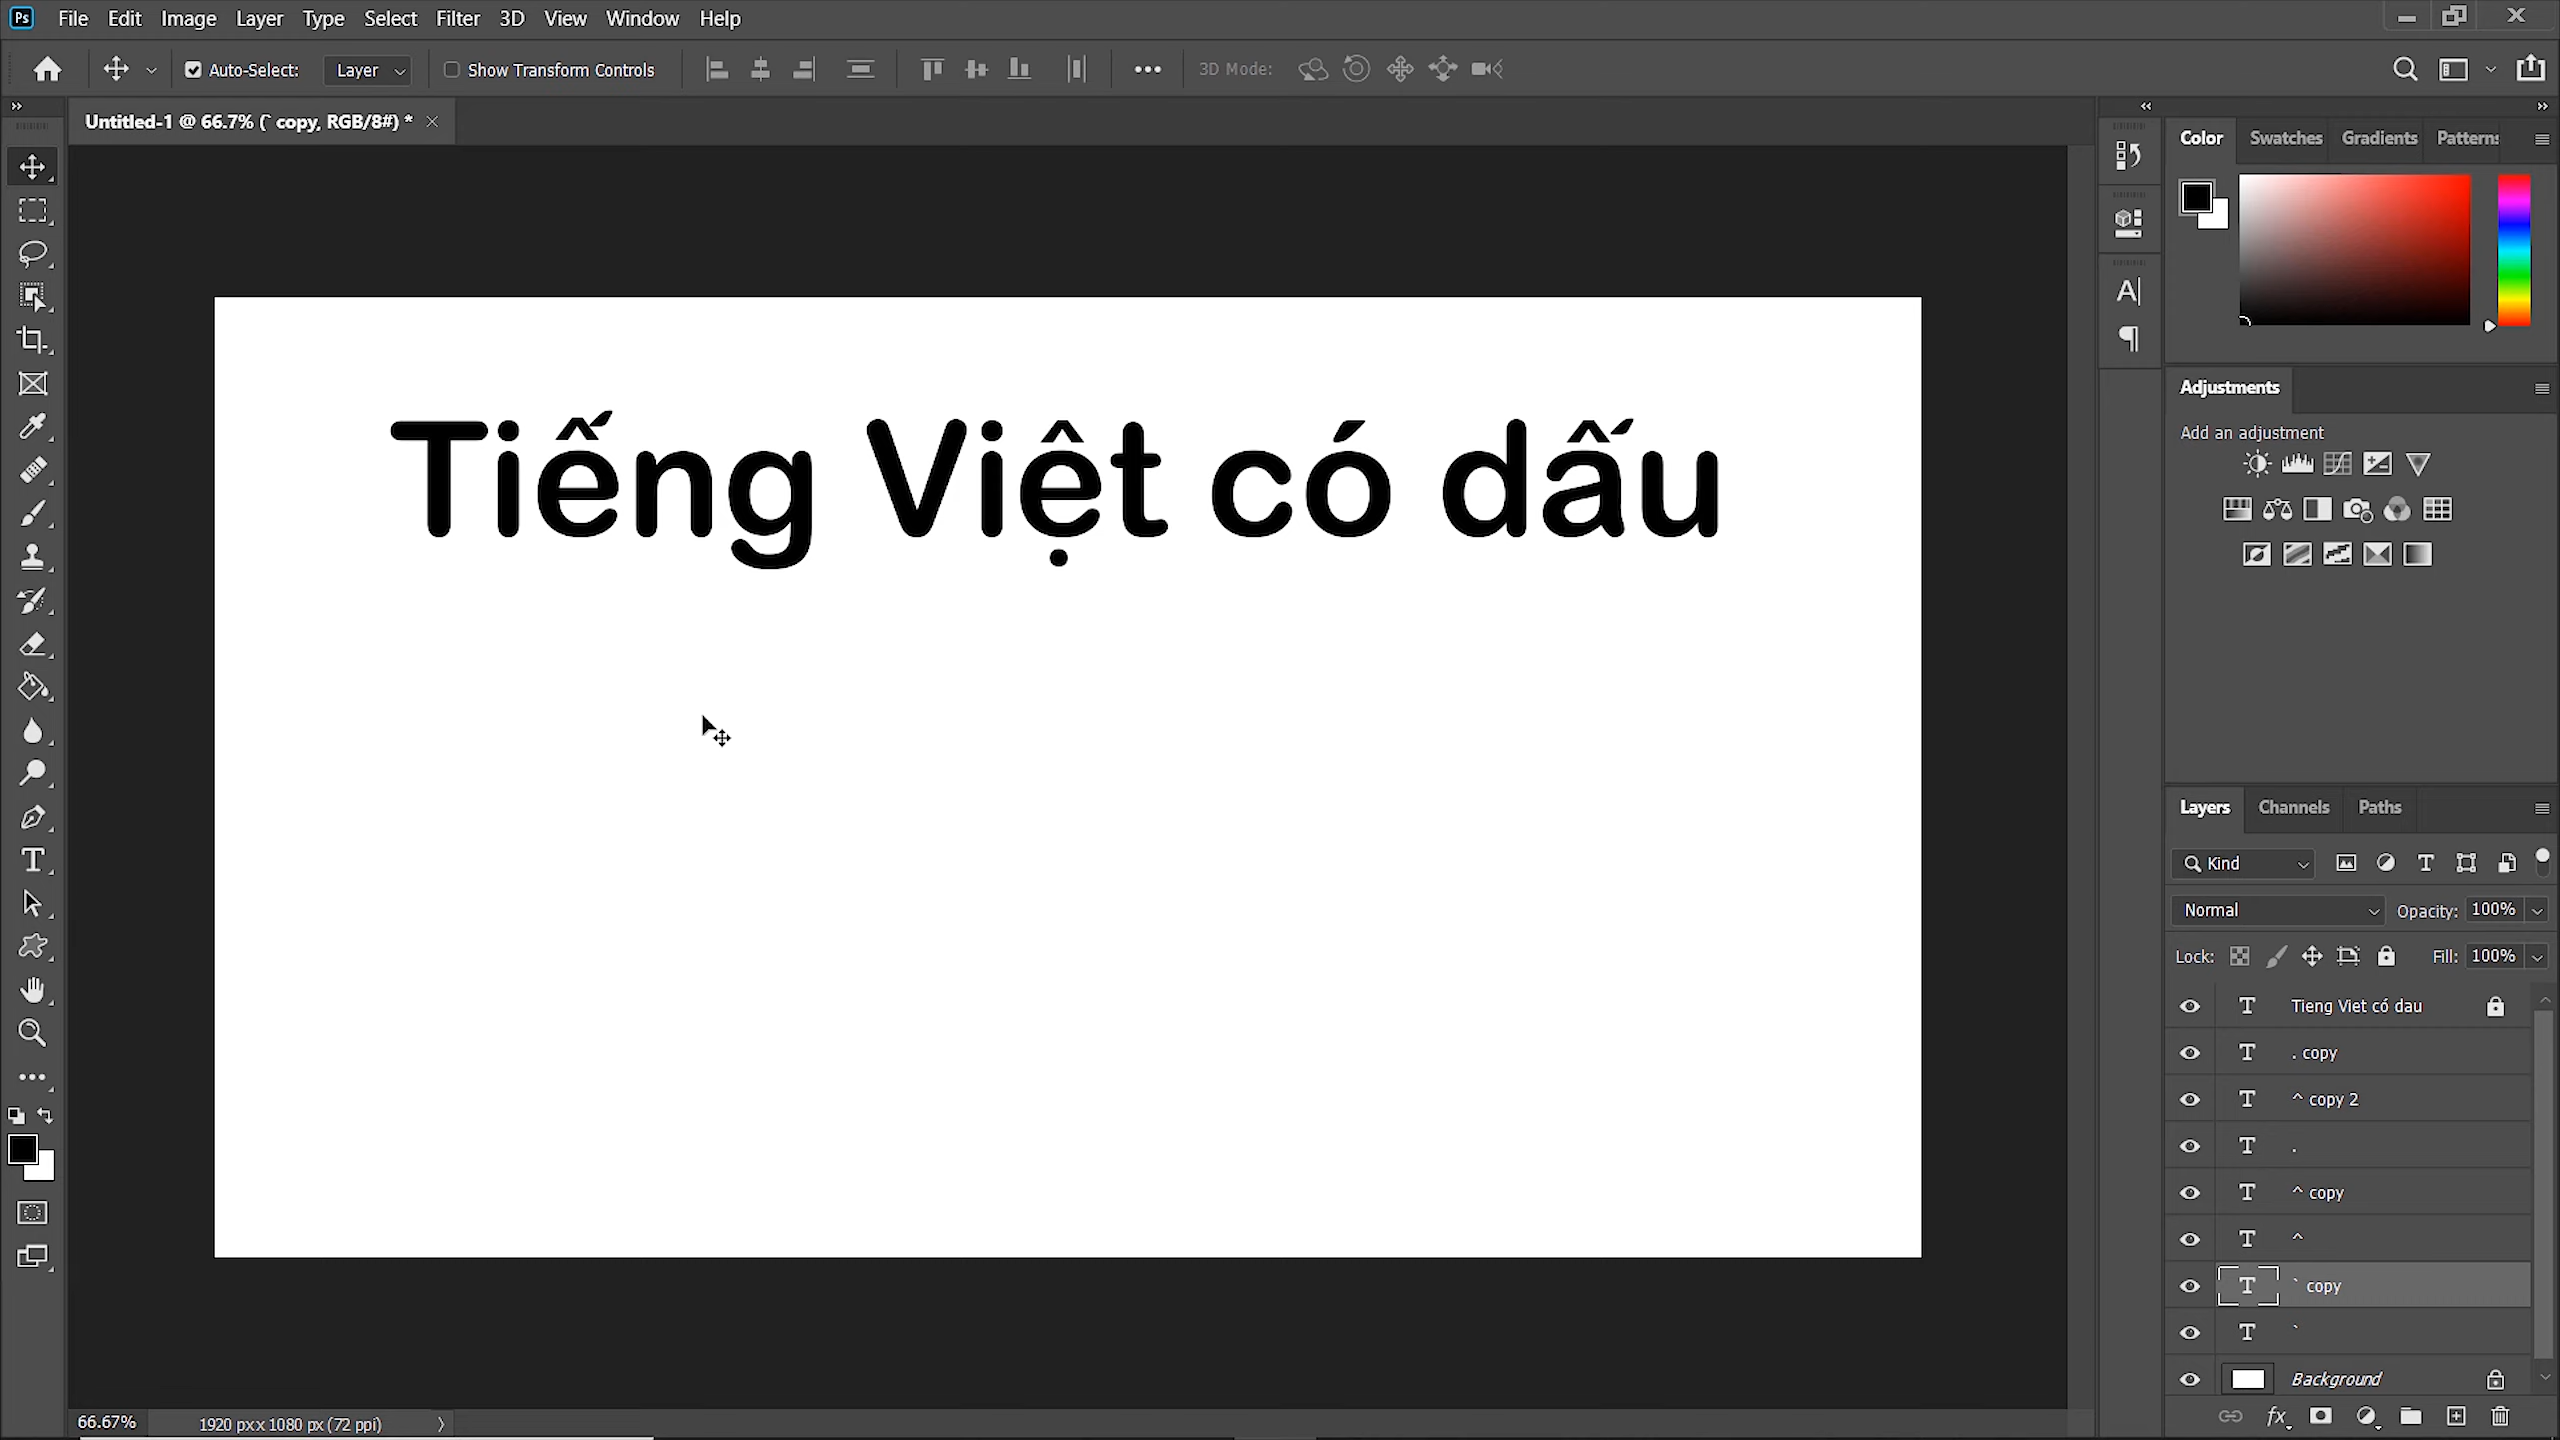 Ps File Edit Image Layer Type Select Filter 3D View Window Help
Auto-Select: Layer Show Transform Controls 3D Mode:
Untitled-1 @ 66.7% (` copy, RGB/8#) *
Tiếng Việt có dấu
Color Swatches Gradients Patterns
Adjustments
Add an adjustment
Layers Channels Paths
Kind
Normal Opacity: 100%
Lock: Fill: 100%
Tieng Viet có dau
. copy
^ copy 2
.
^ copy
^
` copy
`
Background
66.67% 1920 px x 1080 px (72 ppi)